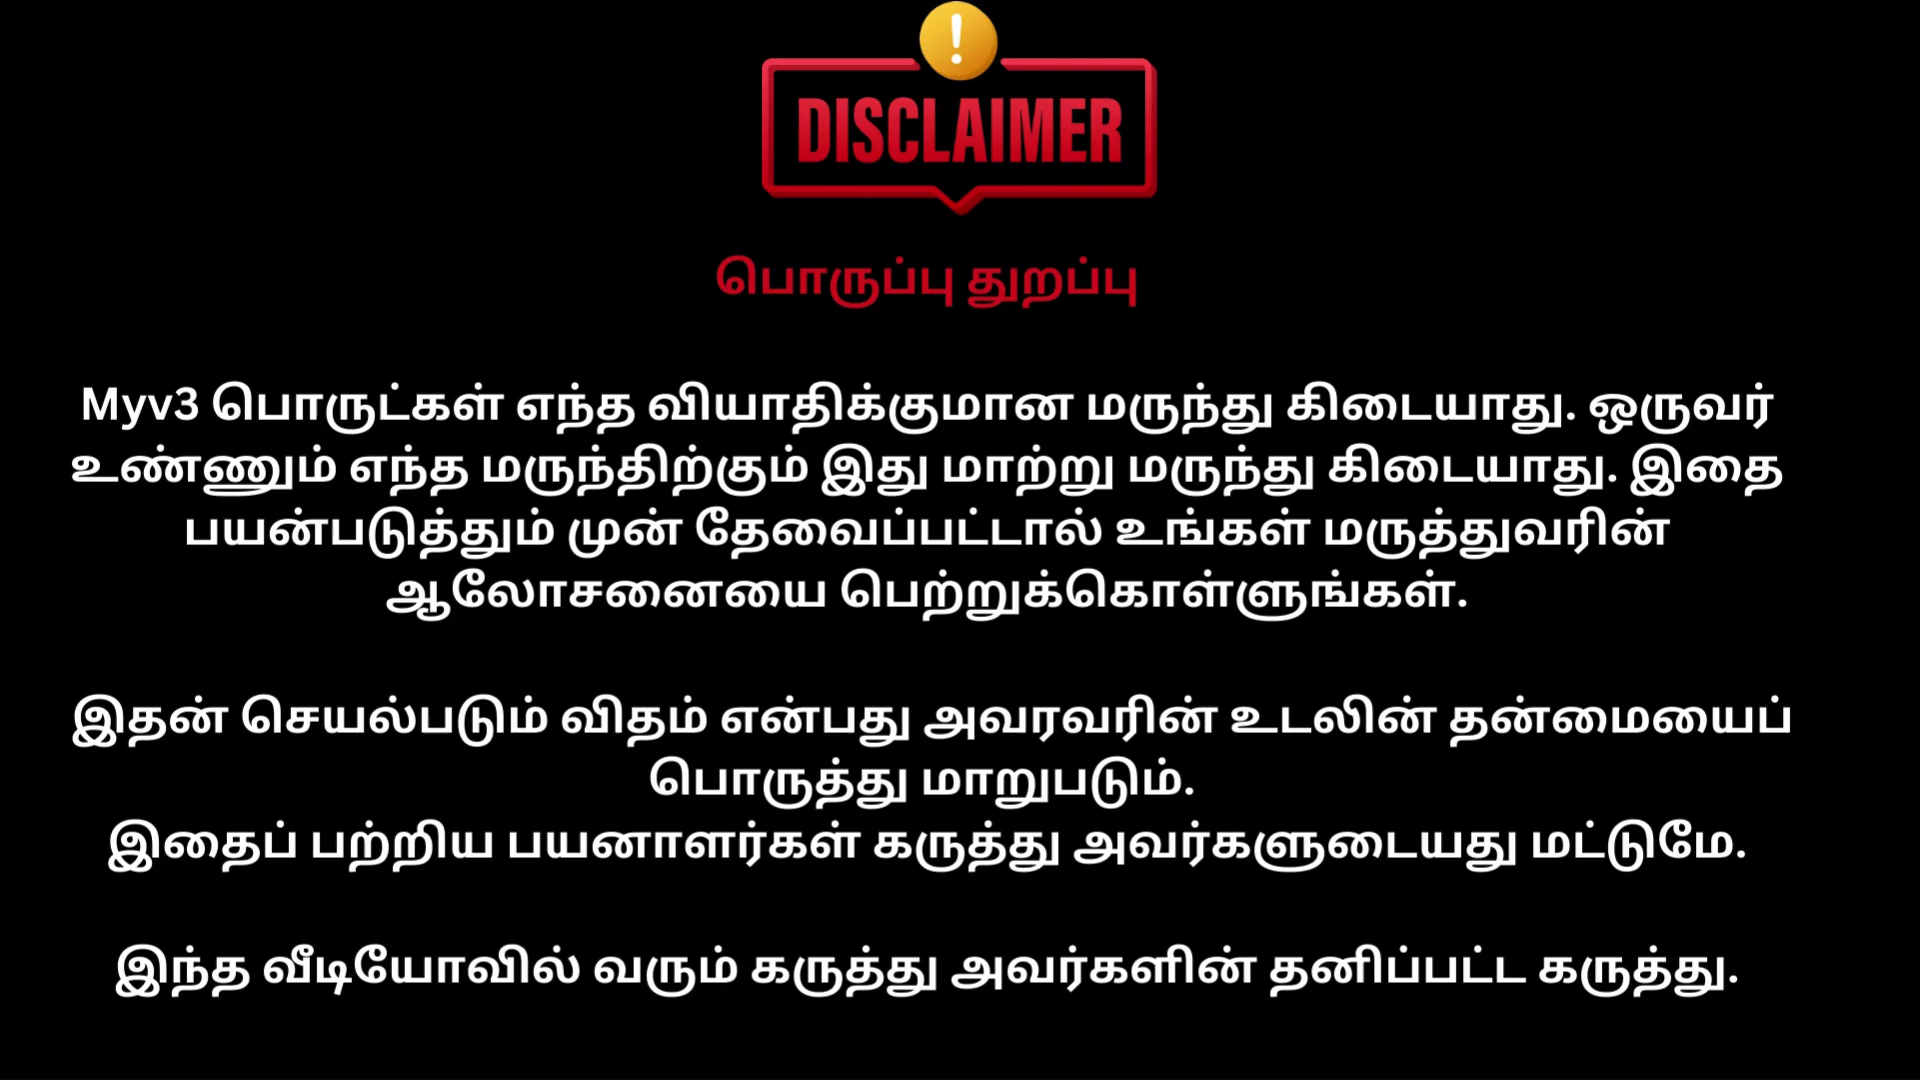 !
DISCLAIMER
பொருப்பு துறப்பு
Myv3 பொருட்கள் எந்த வியாதிக்குமான மருந்து கிடையாது. ஒருவர்
உண்ணும் எந்த மருந்திற்கும் இது மாற்று மருந்து கிடையாது. இதை
பயன்படுத்தும் முன் தேவைப்பட்டால் உங்கள் மருத்துவரின்
ஆலோசனையை பெற்றுக்கொள்ளுங்கள்.
இதன் செயல்படும் விதம் என்பது அவரவரின் உடலின் தன்மையைப்
பொருத்து மாறுபடும்.
இதைப் பற்றிய பயனாளர்கள் கருத்து அவர்களுடையது மட்டுமே.
இந்த வீடியோவில் வரும் கருத்து அவர்களின் தனிப்பட்ட கருத்து.